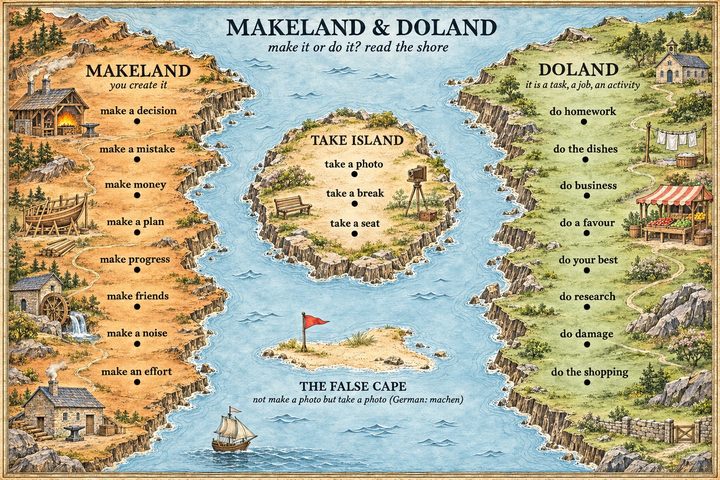 MAKELAND & DOLAND
make it or do it? read the shore
MAKELAND
you create it
make a decision
make a mistake
make money
make a plan
make progress
make friends
make a noise
make an effort
TAKE ISLAND
take a photo
take a break
take a seat
THE FALSE CAPE
not make a photo but take a photo (German: machen)
DOLAND
it is a task, a job, an activity
do homework
do the dishes
do business
do a favour
do your best
do research
do damage
do the shopping